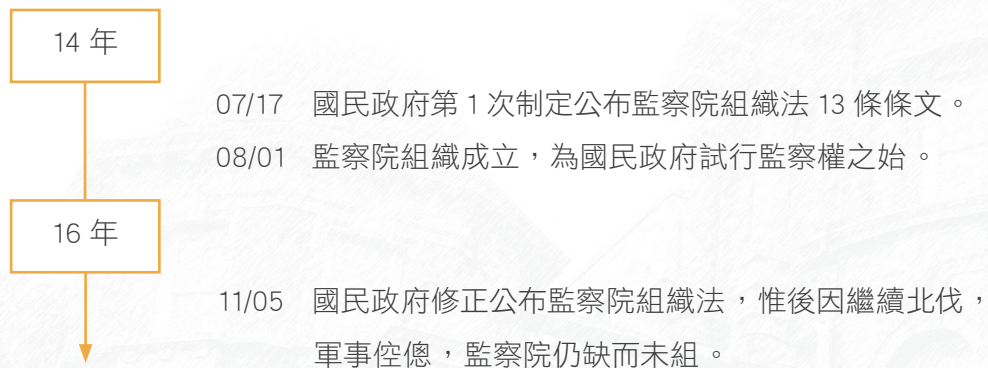 14 年
07/17 國民政府第 1 次制定公布監察院組織法 13 條條文。
08/01 監察院組織成立，為國民政府試行監察權之始。
16 年
11/05 國民政府修正公布監察院組織法，惟後因繼續北伐，
軍事倥傯，監察院仍缺而未組。